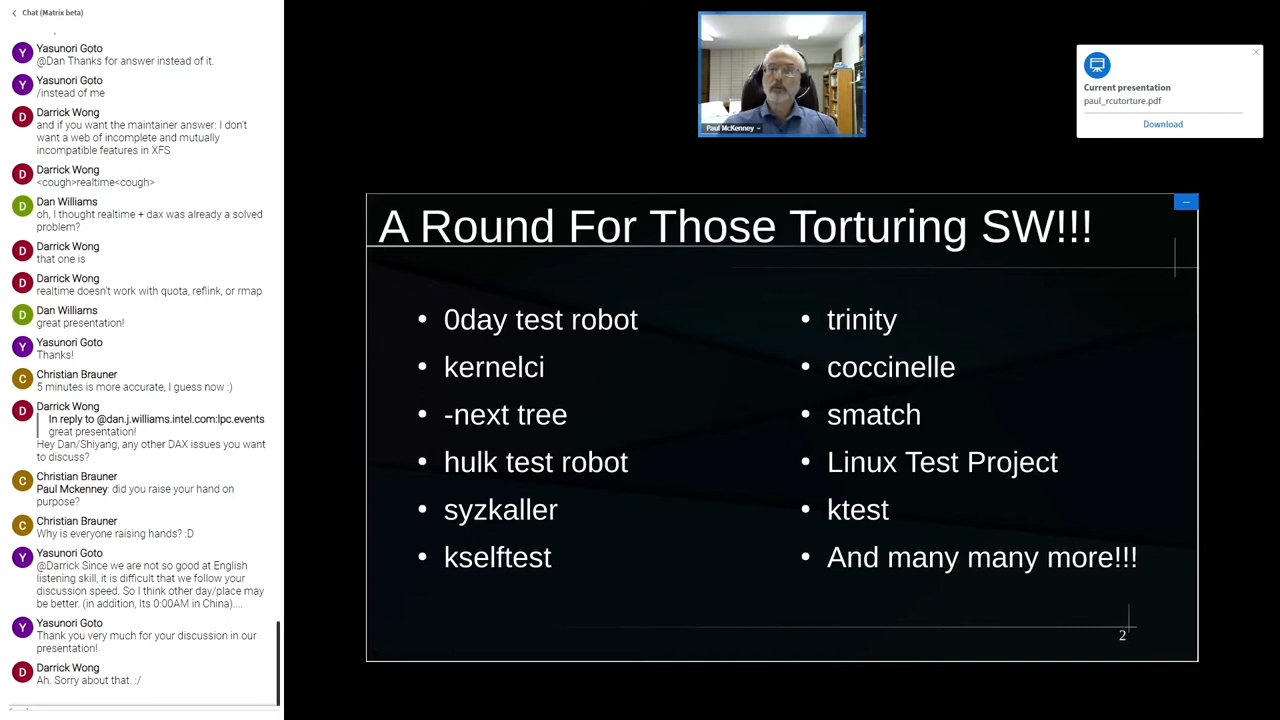 Chat (Matrix beta)
Y
Yasunori Goto
@Dan Thanks for answer instead of it.
Y
Yasunori Goto
/instead of me
D
Darrick Wong
and if you want the maintainer answer: I don't
want a web of incomplete and mutually
incompatible features in XFS
D
Darrick Wong
<cough>realtime<cough>
D
Dan Williams
oh, I thought realtime + dax was already a solved
problem?
D
Darrick Wong
that one is
D
Darrick Wong
realtime doesn't work with quota, reflink, or rmap
D
Dan Williams
great presentation!
Y
Yasunori Goto
Thanks!
C
Christian Brauner
5 minutes is more accurate, I guess now :)
D
Darrick Wong
In reply to @dan.j.williams.intel.com:lpc.events
great presentation!
Hey Dan/Shiyang, any other DAX issues you want
to discuss?
C
Christian Brauner
Paul Mckenney: did you raise your hand on
purpose?
C
Christian Brauner
Why is everyone raising hands? :D
Y
Yasunori Goto
@Darrick Since we are not so good at English
listening skill, it is difficult that we follow your
discussion speed. So I think other day/place may
be better. (in addition, Its 0:00AM in China)....
Y
Yasunori Goto
Thank you very much for your discussion in our
presentation!
D
Darrick Wong
Ah. Sorry about that. :/
Paul McKenney
Current presentation
paul_rcutorture.pdf
Download
A Round For Those Torturing SW!!!
• 0day test robot
• kernelci
• -next tree
• hulk test robot
• syzkaller
• kselftest
• trinity
• coccinelle
• smatch
• Linux Test Project
• ktest
• And many many more!!!
2